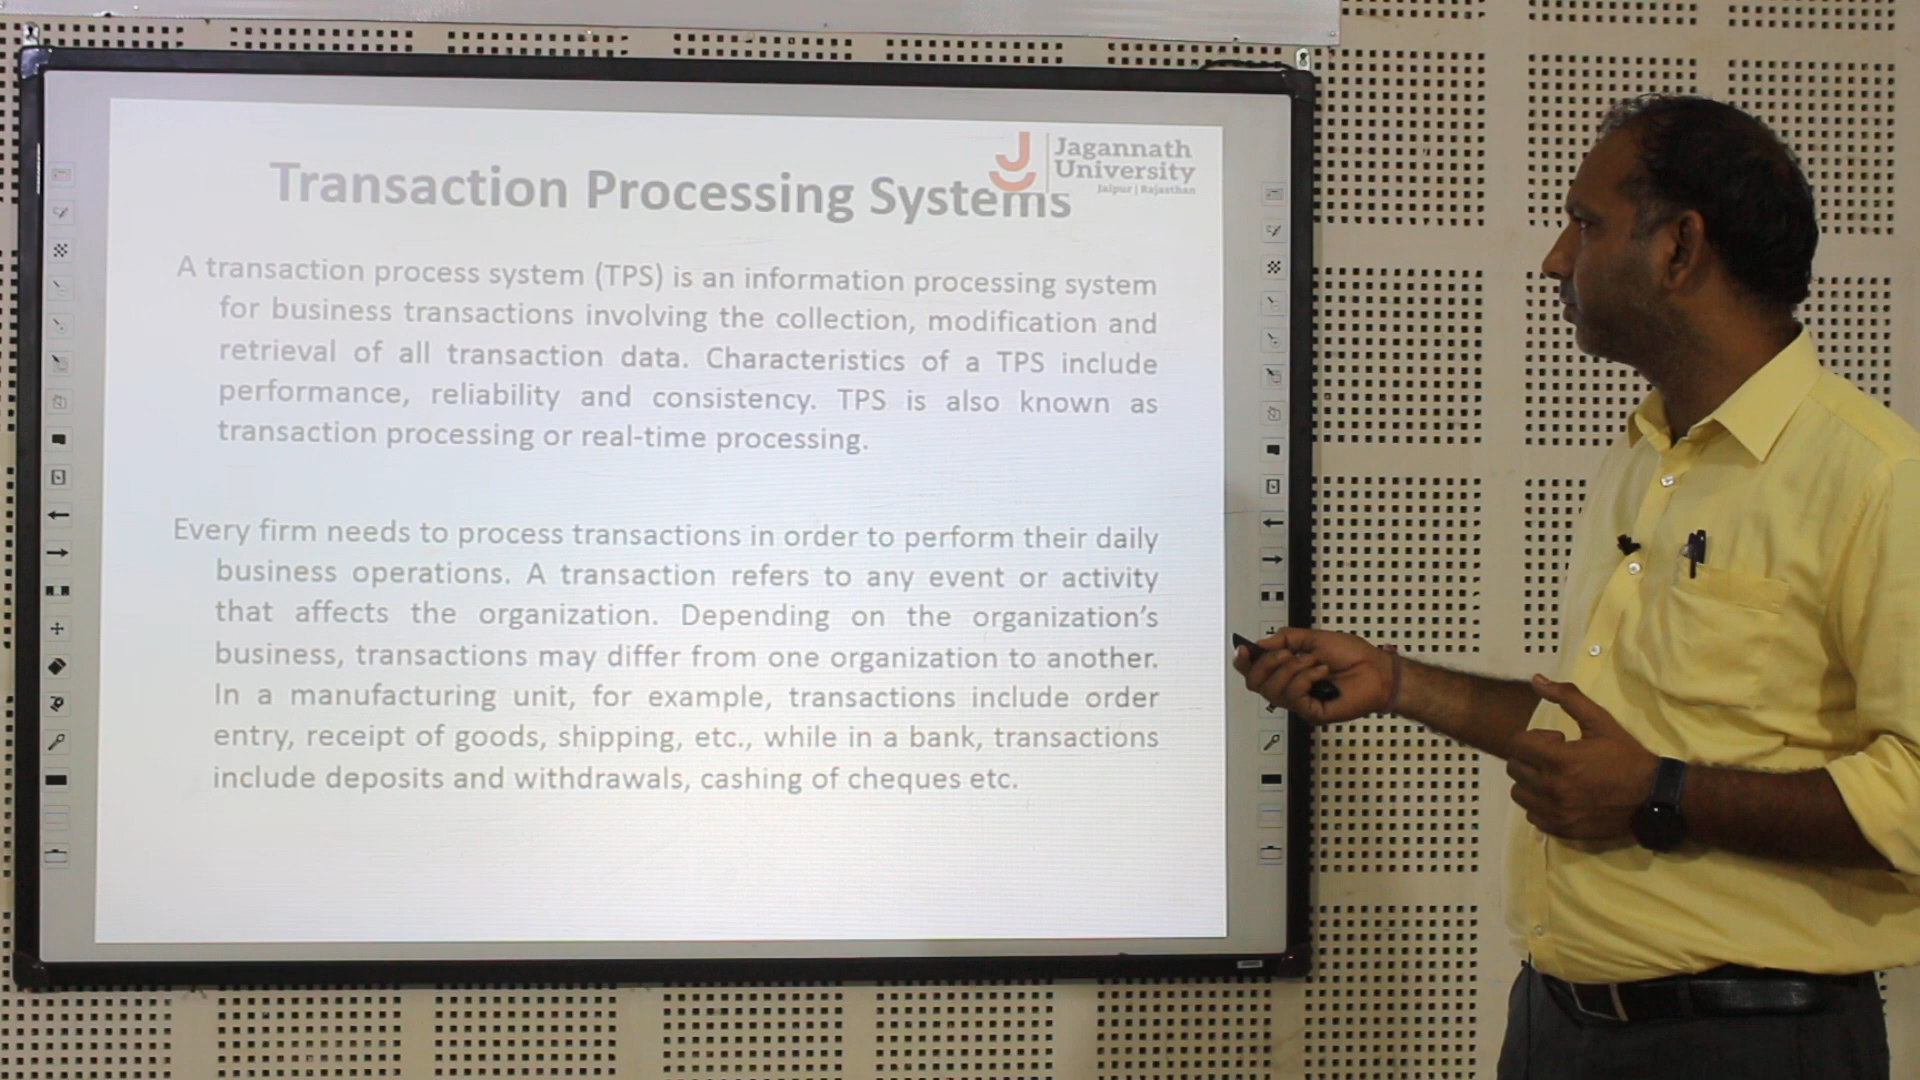 Jagannath
University
Jaipur | Rajasthan
Transaction Processing Systems
A transaction process system (TPS) is an information processing system
for business transactions involving the collection, modification and
retrieval of all transaction data. Characteristics of a TPS include
performance, reliability and consistency. TPS is also known as
transaction processing or real-time processing.
Every firm needs to process transactions in order to perform their daily
business operations. A transaction refers to any event or activity
that affects the organization. Depending on the organization's
business, transactions may differ from one organization to another.
In a manufacturing unit, for example, transactions include order
entry, receipt of goods, shipping, etc., while in a bank, transactions
include deposits and withdrawals, cashing of cheques etc.